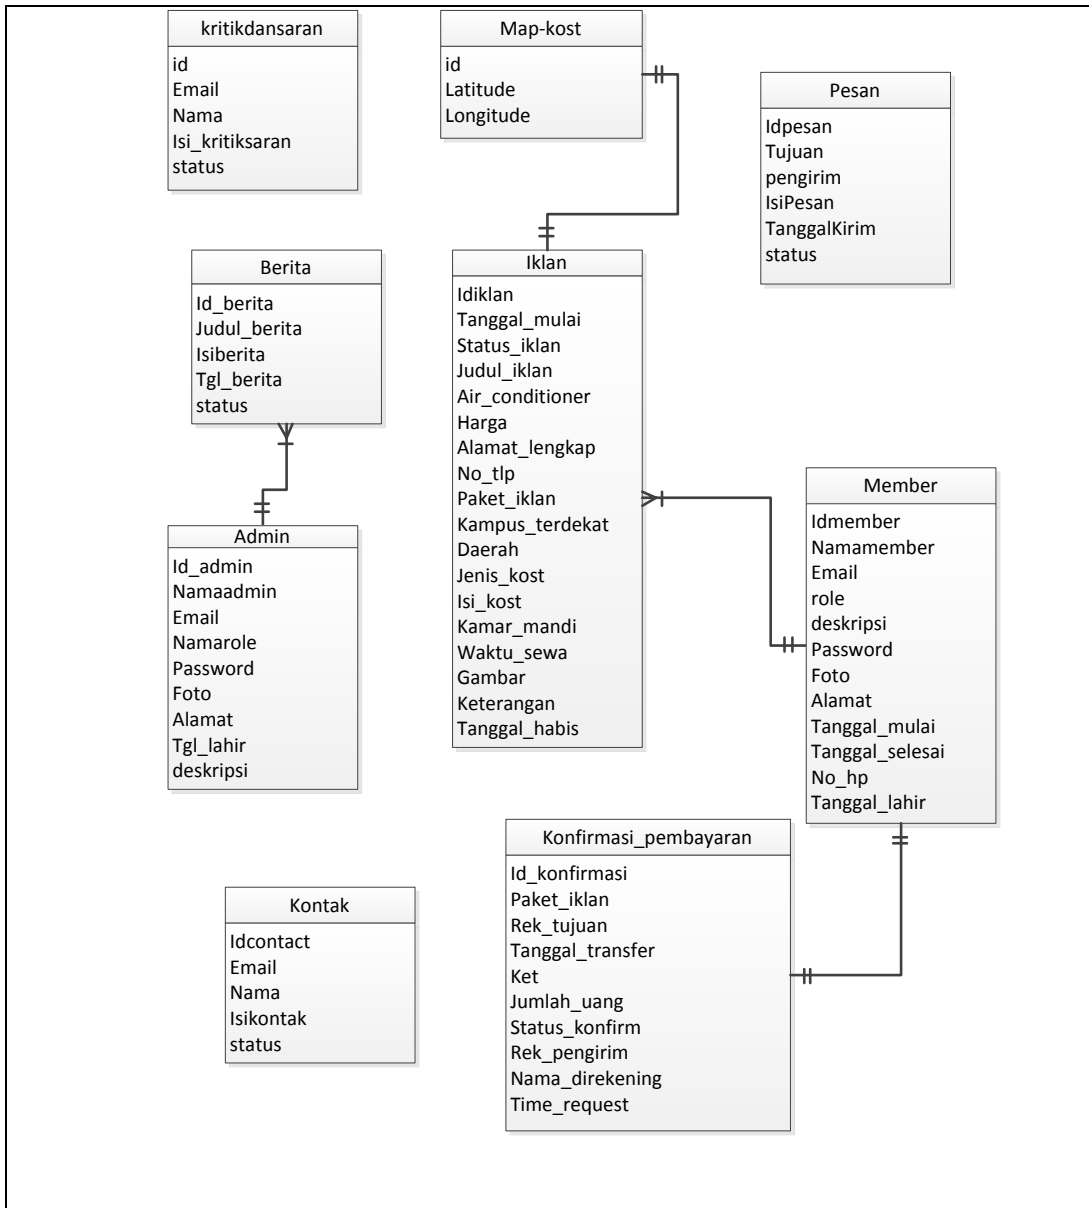 kritikdansaran
id
Email
Nama
Isi_kritiksaran
status
Map-kost
id
Latitude
Longitude
Pesan
Idpesan
Tujuan
pengirim
IsiPesan
TanggalKirim
status
Berita
Id_berita
Judul_berita
Isiberita
Tgl_berita
status
Iklan
Idiklan
Tanggal_mulai
Status_iklan
Judul_iklan
Air_conditioner
Harga
Alamat_lengkap
No_tlp
Paket_iklan
Kampus_terdekat
Daerah
Jenis_kost
Isi_kost
Kamar_mandi
Waktu_sewa
Gambar
Keterangan
Tanggal_habis
Member
Idmember
Namamember
Email
role
deskripsi
Password
Foto
Alamat
Tanggal_mulai
Tanggal_selesai
No_hp
Tanggal_lahir
Admin
Id_admin
Namaadmin
Email
Namarole
Password
Foto
Alamat
Tgl_lahir
deskripsi
Konfirmasi_pembayaran
Id_konfirmasi
Paket_iklan
Rek_tujuan
Tanggal_transfer
Ket
Jumlah_uang
Status_konfirm
Rek_pengirim
Nama_direkening
Time_request
Kontak
Idcontact
Email
Nama
Isikontak
status